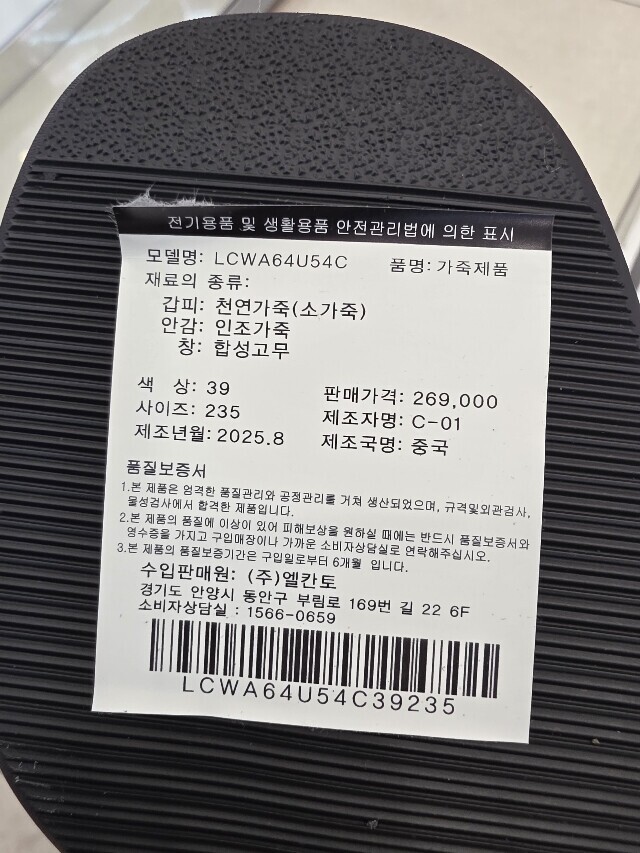 전기용품 및 생활용품 안전관리법에 의한 표시
모델명: LCWA64U54C 품명: 가죽제품
재료의 종류:
갑피: 천연가죽(소가죽)
안감: 인조가죽
창: 합성고무
색 상: 39 판매가격: 269,000
사이즈: 235 제조자명: C-01
제조년월: 2025.8 제조국명: 중국
품질보증서
1.본 제품은 엄격한 품질관리와 공정관리를 거쳐 생산되었으며, 규격및외관검사,
물성검사에서 합격한 제품입니다.
2.본 제품의 품질에 이상이 있어 피해보상을 원하실 때에는 반드시 품질보증서와
영수증을 가지고 구입매장이나 가까운 소비자상담실로 연락해주십시오.
3.본 제품의 품질보증기간은 구입일로부터 6개월 입니다.
수입판매원: (주)엘칸토
경기도 안양시 동안구 부림로 169번 길 22 6F
소비자상담실 : 1566-0659
LCWA64U54C39235